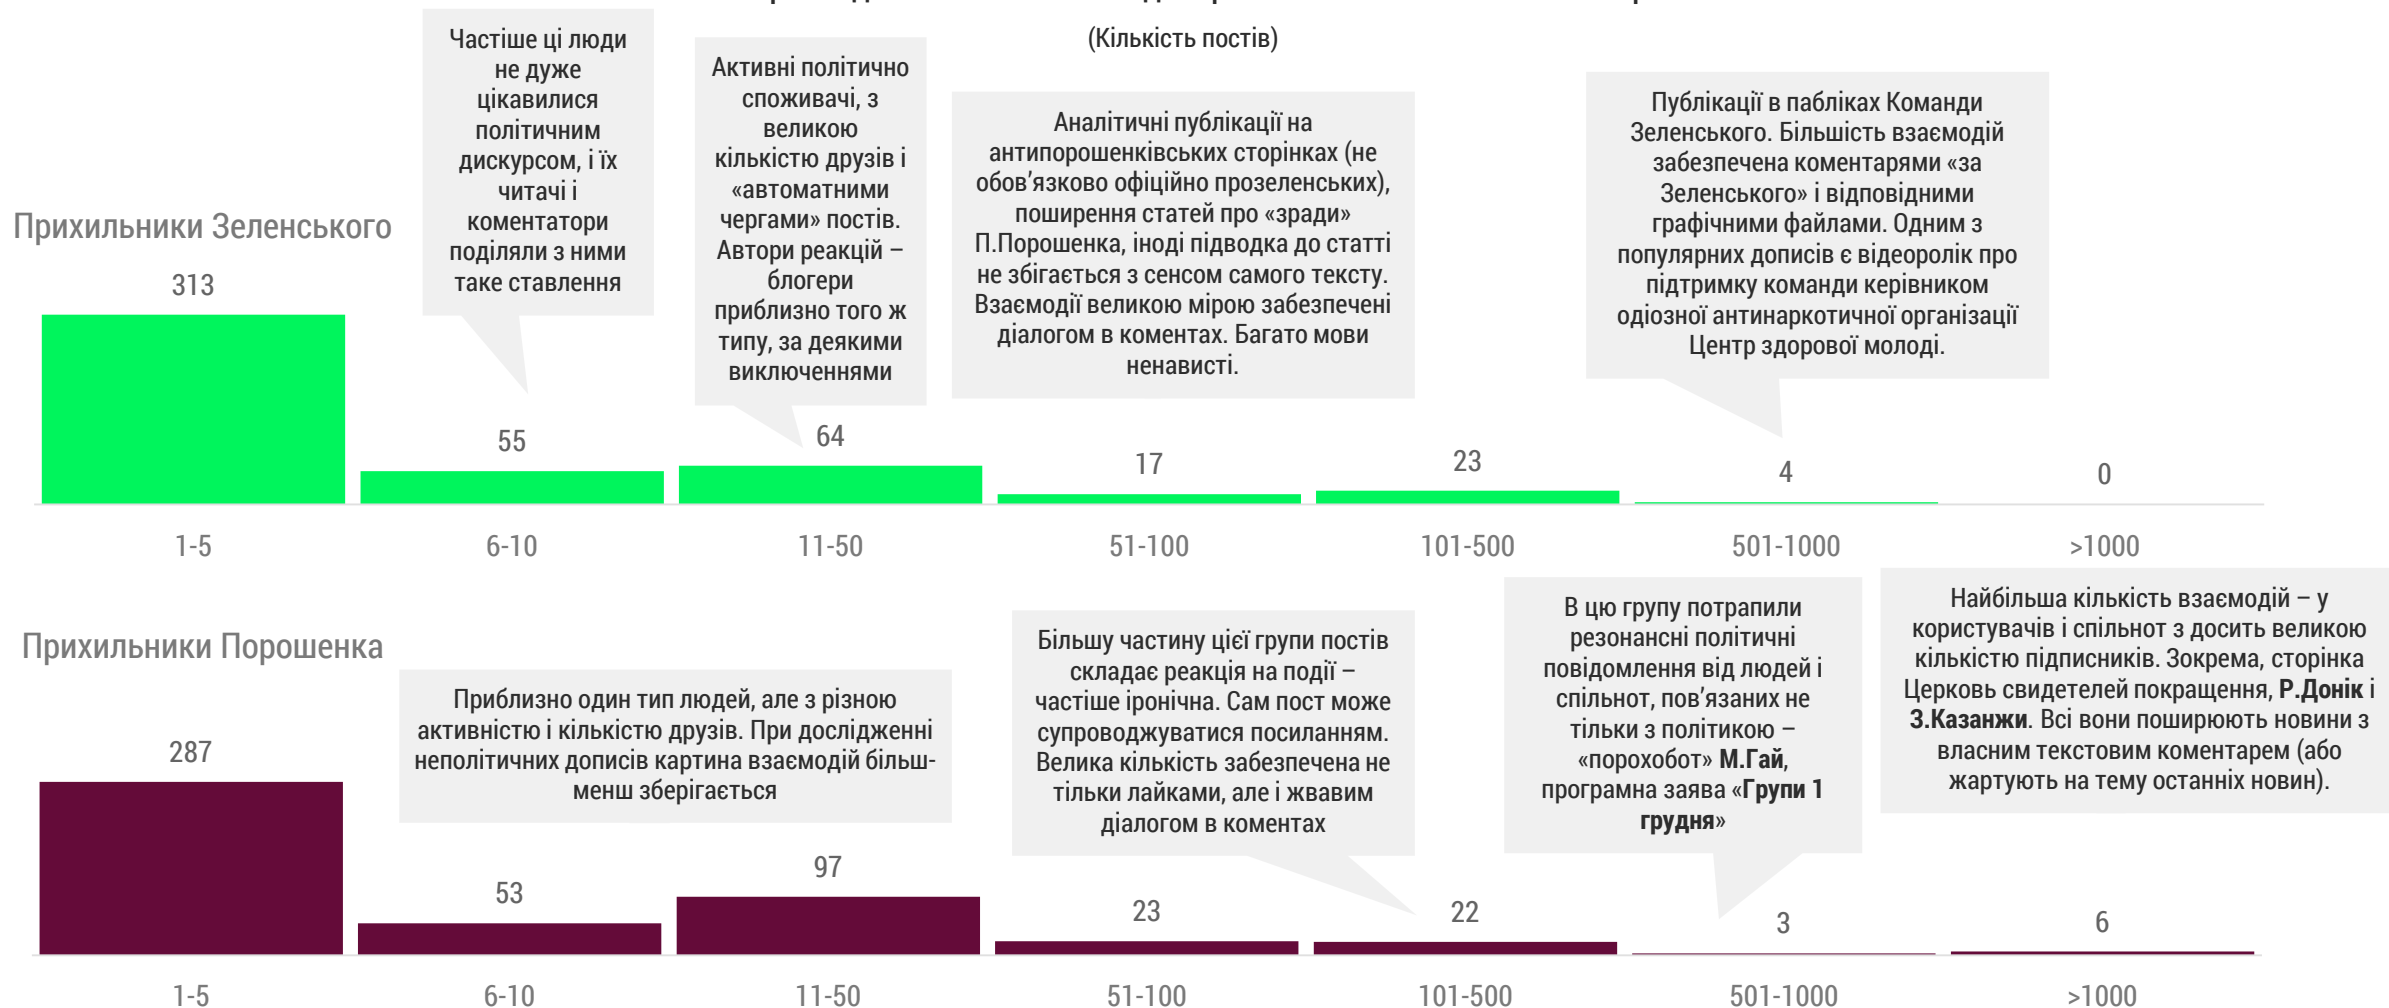 (Кількість постів)
Частіше ці люди
не дуже
цікавилися
політичним
дискурсом, і їх
читачі і
коментатори
поділяли з ними
таке ставлення
Активні політично
споживачі, з
великою
кількістю друзів і
«автоматними
чергами» постів.
Автори реакцій –
блогери
приблизно того ж
типу, за деякими
виключеннями
Аналітичні публікації на
антипорошенківських сторінках (не
обов’язково офіційно прозеленських),
поширення статей про «зради»
П.Порошенка, іноді підводка до статті
не збігається з сенсом самого тексту.
Взаємодії великою мірою забезпечені
діалогом в коментах. Багато мови
ненависті.
Публікації в пабліках Команди
Зеленського. Більшість взаємодій
забезпечена коментарями «за
Зеленського» і відповідними
графічними файлами. Одним з
популярних дописів є відеоролік про
підтримку команди керівником
одіозної антинаркотичної організації
Центр здорової молоді.
Прихильники Зеленського
313
55
64
17
23
4
0
1-5
6-10
11-50
51-100
101-500
501-1000
>1000
Прихильники Порошенка
Приблизно один тип людей, але з різною
активністю і кількістю друзів. При дослідженні
неполітичних дописів картина взаємодій більш-
менш зберігається
Більшу частину цієї групи постів
складає реакція на події –
частіше іронічна. Сам пост може
супроводжуватися посиланням.
Велика кількість забезпечена не
тільки лайками, але і жвавим
діалогом в коментах
В цю групу потрапили
резонансні політичні
повідомлення від людей і
спільнот, пов’язаних не
тільки з політикою –
«порохобот» М.Гай,
програмна заява «Групи 1
грудня»
Найбільша кількість взаємодій – у
користувачів і спільнот з досить великою
кількістю підписників. Зокрема, сторінка
Церковь свидетелей покращення, Р.Донік і
З.Казанжи. Всі вони поширюють новини з
власним текстовим коментарем (або
жартують на тему останніх новин).
287
53
97
23
22
3
6
1-5
6-10
11-50
51-100
101-500
501-1000
>1000